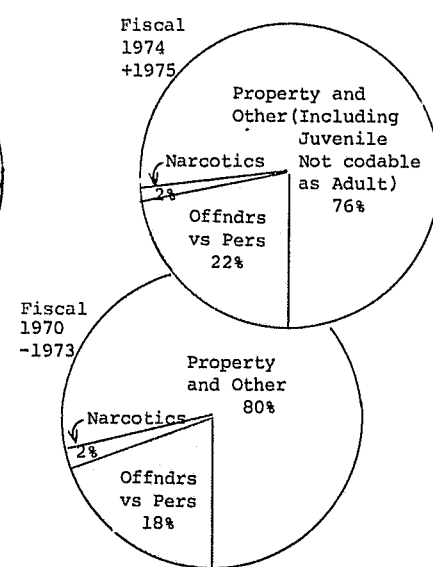 Fiscal
1974
+1975
Property and
Other(Including
Juvenile
Not codable
as Adult)
76%
Narcotics
2%
Offndrs
vs Pers
22%
Fiscal
1970
-1973
Property
and Other
80%
Narcotics
2%
Offndrs
vs Pers
18%